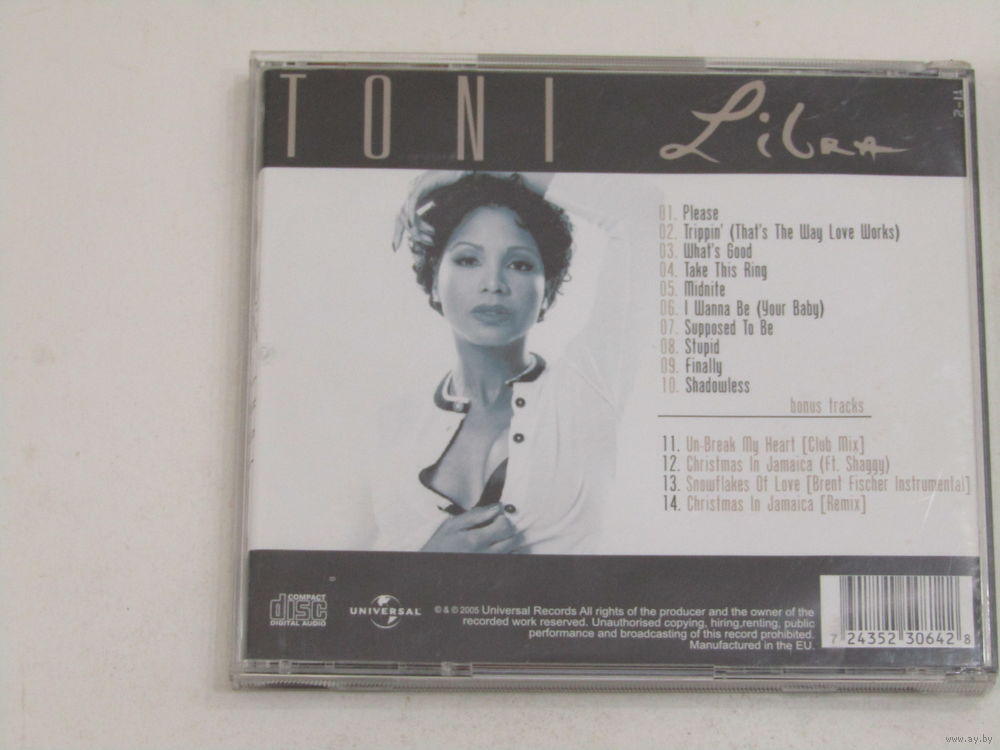 TONI Libra
01. Please
02. Trippin' (That's The Way Love Works)
03. What's Good
04. Take This Ring
05. Midnite
06. I Wanna Be (Your Baby)
07. Supposed To Be
08. Stupid
09. Finally
10. Shadowless
bonus tracks
11. Un-Break My Heart [Club Mix]
12. Christmas In Jamaica (Ft. Shaggy)
13. Snowflakes Of Love [Brent Fischer Instrumental]
14. Christmas In Jamaica [Remix]
COMPACT
disc
DIGITAL AUDIO
UNIVERSAL
© & ℗ 2005 Universal Records All rights of the producer and the owner of the
recorded work reserved. Unauthorised copying, hiring,renting, public
performance and broadcasting of this record prohibited.
Manufactured in the EU.
7 24352 30642 8
www.ay.by